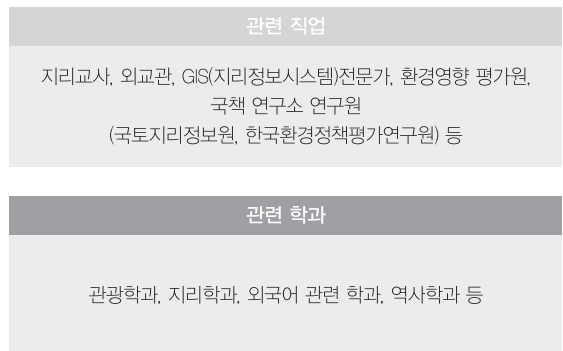 관련 직업
지리교사, 외교관, GIS(지리정보시스템)전문가, 환경영향 평가원,
국책 연구소 연구원
(국토지리정보원, 한국환경정책평가연구원) 등
관련 학과
관광학과, 지리학과, 외국어 관련 학과, 역사학과 등